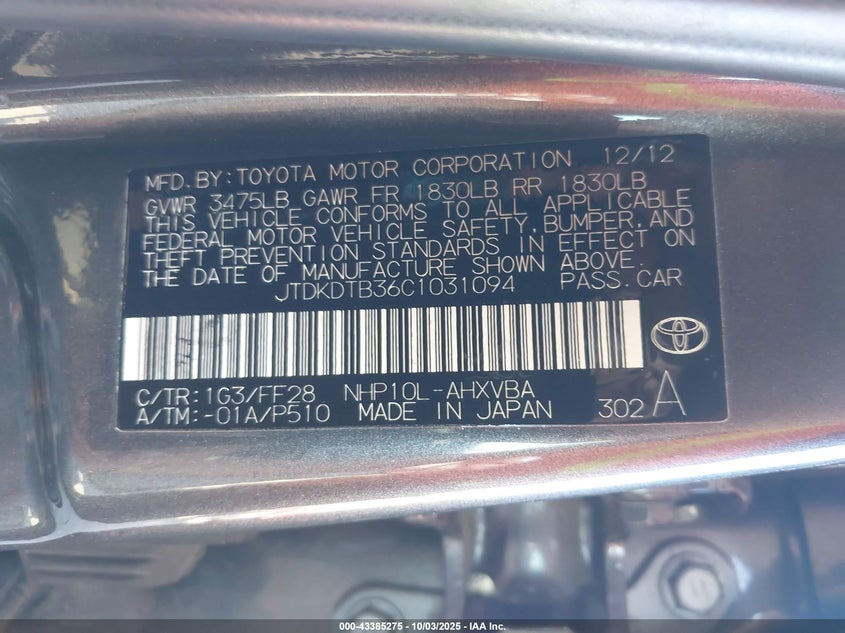 MFD.BY:TOYOTA MOTOR CORPORATION 12/12
GVWR 3475LB GAWR FR 1830LB RR 1830LB
THIS VEHICLE CONFORMS TO ALL APPLICABLE
FEDERAL MOTOR VEHICLE SAFETY,BUMPER,AND
THEFT PREVENTION STANDARDS IN EFFECT ON
THE DATE OF MANUFACTURE SHOWN ABOVE.
JTDKDTB36C1031094 PASS.CAR
C/TR:1G3/FF28 NHP10L-AHXVBA
A/TM:-01A/P510 MADE IN JAPAN 302 A
000-43385275 - 10/03/2025 - IAA Inc.